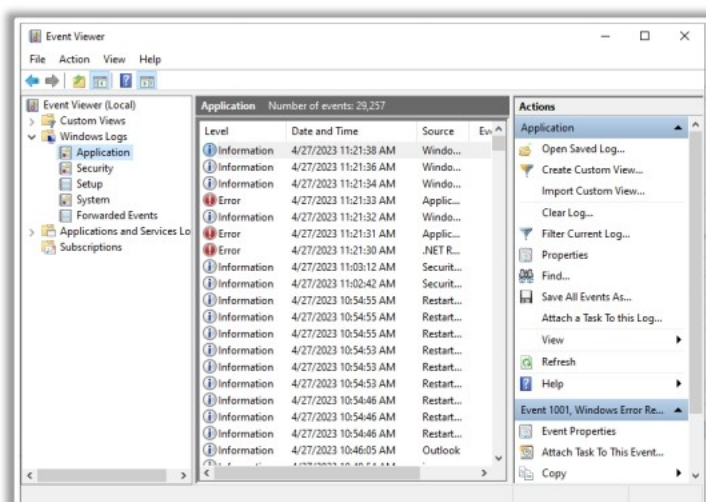 Event Viewer
File Action View Help
Event Viewer (Local)
Custom Views
Windows Logs
Application
Security
Setup
System
Forwarded Events
Applications and Services Lo
Subscriptions
Application Number of events: 29,257
Level Date and Time Source Eve
Information 4/27/2023 11:21:38 AM Windo...
Information 4/27/2023 11:21:36 AM Windo...
Information 4/27/2023 11:21:34 AM Windo...
Error 4/27/2023 11:21:33 AM Applic...
Information 4/27/2023 11:21:32 AM Windo...
Error 4/27/2023 11:21:31 AM Applic...
Error 4/27/2023 11:21:30 AM .NET R...
Information 4/27/2023 11:03:12 AM Securit...
Information 4/27/2023 11:02:42 AM Securit...
Information 4/27/2023 10:54:55 AM Restart...
Information 4/27/2023 10:54:55 AM Restart...
Information 4/27/2023 10:54:55 AM Restart...
Information 4/27/2023 10:54:53 AM Restart...
Information 4/27/2023 10:54:53 AM Restart...
Information 4/27/2023 10:54:53 AM Restart...
Information 4/27/2023 10:54:46 AM Restart...
Information 4/27/2023 10:54:46 AM Restart...
Information 4/27/2023 10:54:46 AM Restart...
Information 4/27/2023 10:46:05 AM Outlook
Actions
Application
Open Saved Log...
Create Custom View...
Import Custom View...
Clear Log...
Filter Current Log...
Properties
Find...
Save All Events As...
Attach a Task To this Log...
View
Refresh
Help
Event 1001, Windows Error Re...
Event Properties
Attach Task To This Event...
Copy